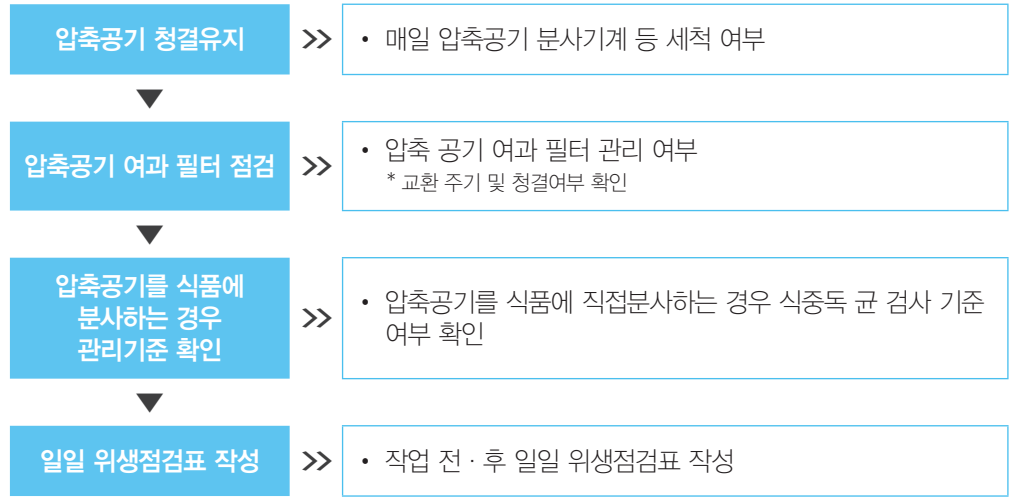 압축공기 청결유지
• 매일 압축공기 분사기계 등 세척 여부
압축공기 여과 필터 점검
• 압축 공기 여과 필터 관리 여부
* 교환 주기 및 청결여부 확인
압축공기를 식품에
분사하는 경우
관리기준 확인
• 압축공기를 식품에 직접분사하는 경우 식중독 균 검사 기준
여부 확인
일일 위생점검표 작성
• 작업 전 · 후 일일 위생점검표 작성